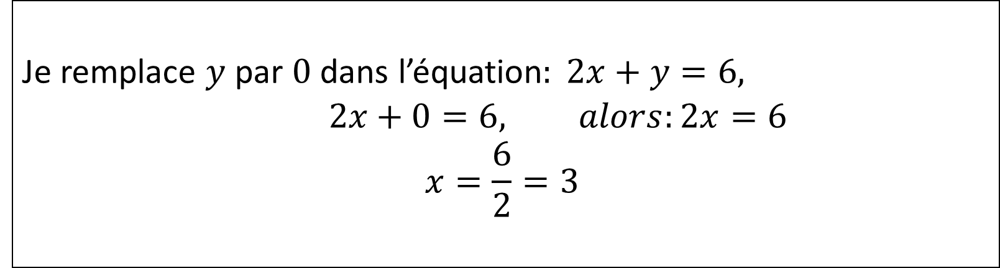 Je remplace y par 0 dans l’équation: 2x + y = 6,
2x + 0 = 6, alors: 2x = 6
x = 6/2 = 3